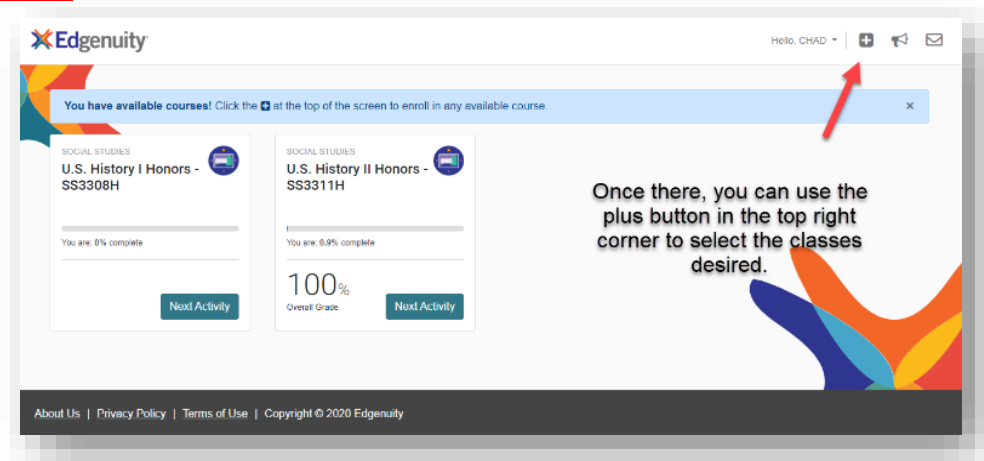 Edgenuity
Hello, CHAD
You have available courses! Click the at the top of the screen to enroll in any available course.
×
SOCIAL STUDIES
U.S. History I Honors -
SS3308H
You are: 0% complete
Next Activity
SOCIAL STUDIES
U.S. History II Honors -
SS3311H
You are: 0.9% complete
100%
Overall Grade
Next Activity
Once there, you can use the
plus button in the top right
corner to select the classes
desired.
About Us | Privacy Policy | Terms of Use | Copyright © 2020 Edgenuity